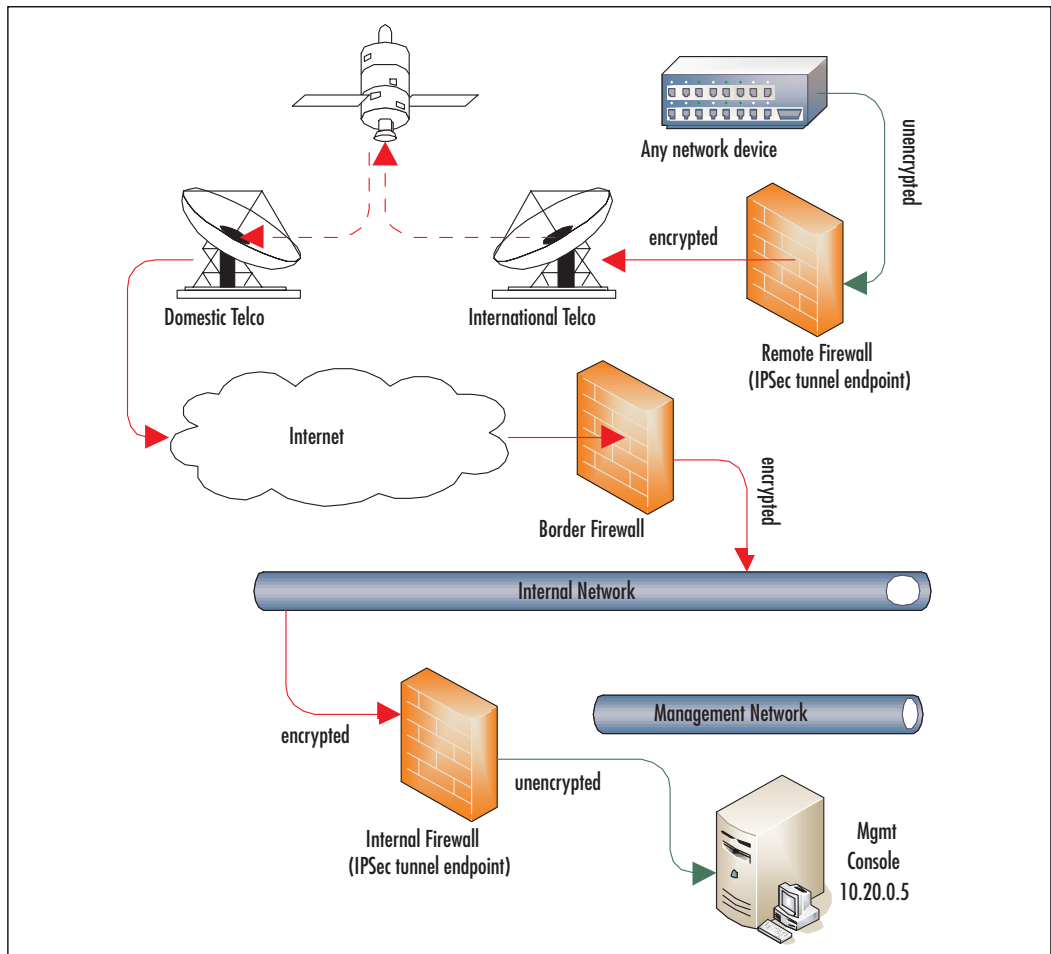 Any network device
unencrypted
encrypted
Domestic Telco
International Telco
Remote Firewall
(IPSec tunnel endpoint)
Internet
Border Firewall
encrypted
Internal Network
Management Network
encrypted
unencrypted
Internal Firewall
(IPSec tunnel endpoint)
Mgmt
Console
10.20.0.5